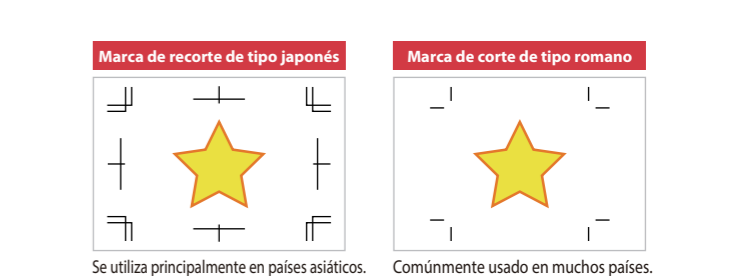 Marca de recorte de tipo japonés
Marca de corte de tipo romano
Se utiliza principalmente en países asiáticos.
Comúnmente usado en muchos países.